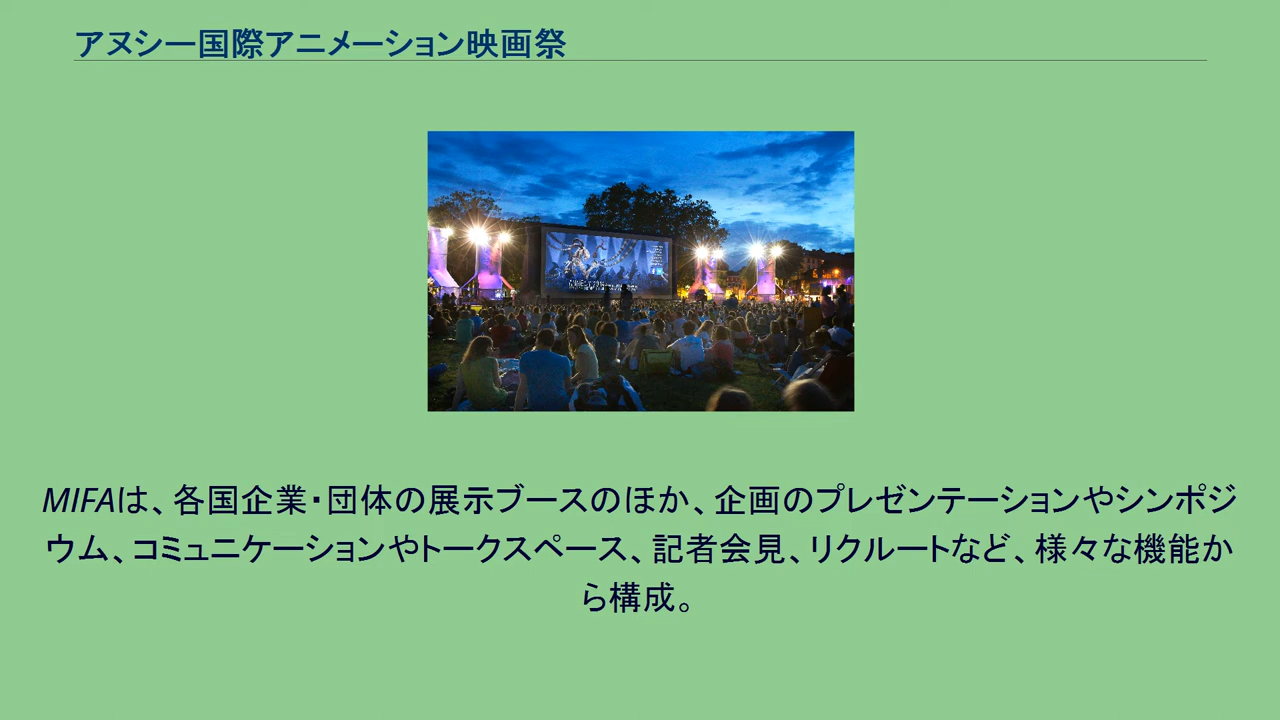 アヌシー国際アニメーション映画祭
MIFAは、各国企業・団体の展示ブースのほか、企画のプレゼンテーションやシンポジ
ウム、コミュニケーションやトークスペース、記者会見、リクルートなど、様々な機能か
ら構成。